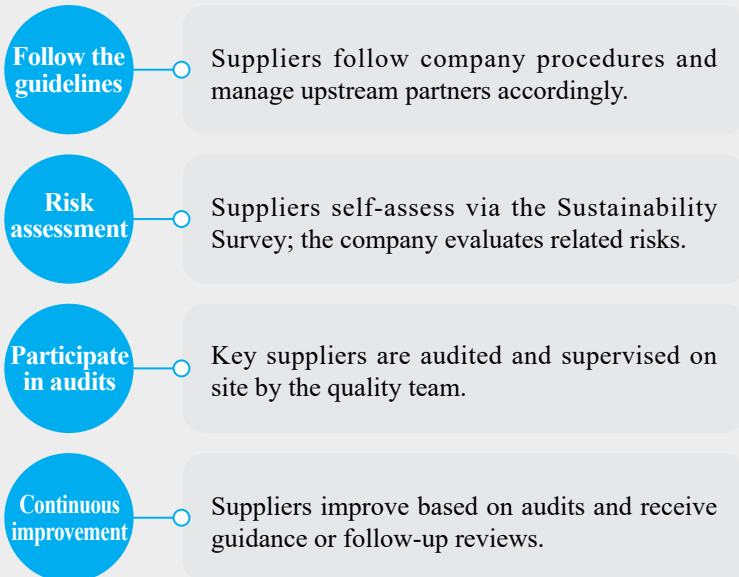 Follow the
guidelines
Suppliers follow company procedures and
manage upstream partners accordingly.
Risk
assessment
Suppliers self-assess via the Sustainability
Survey; the company evaluates related risks.
Participate
in audits
Key suppliers are audited and supervised on
site by the quality team.
Continuous
improvement
Suppliers improve based on audits and receive
guidance or follow-up reviews.